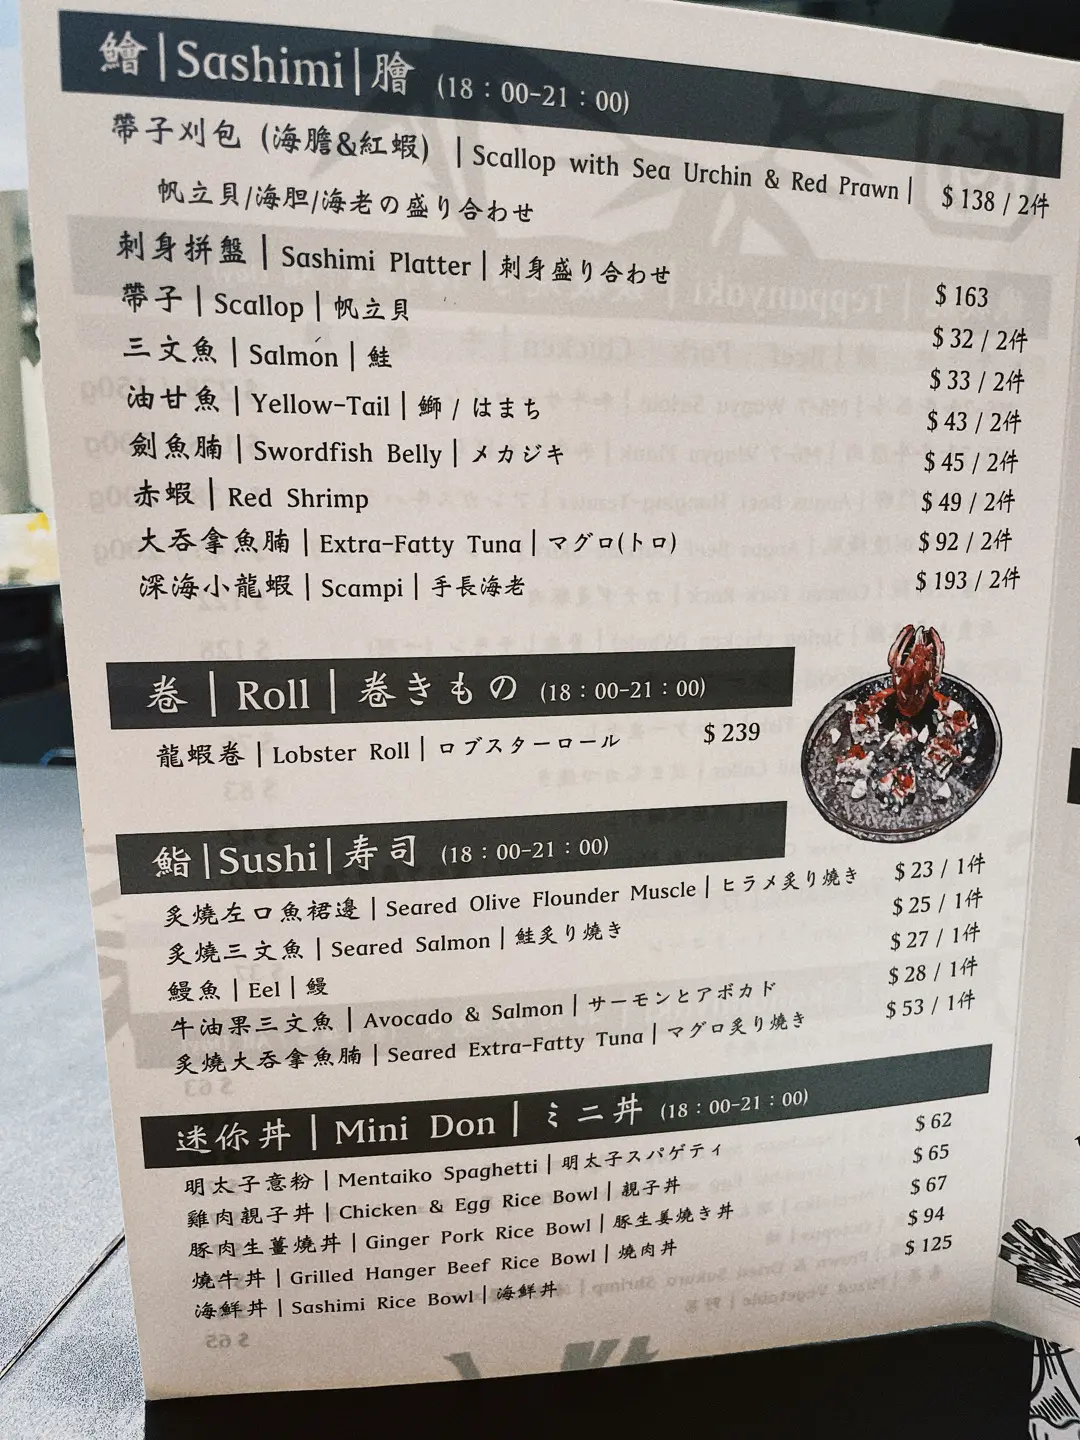 鱠|Sashimi|膾 (18：00-21：00)
帶子刈包 (海膽&紅蝦) | Scallop with Sea Urchin & Red Prawn | $ 138 / 2件
帆立貝/海胆/海老の盛り合わせ
刺身拼盤 | Sashimi Platter | 刺身盛り合わせ $ 163
帶子 | Scallop | 帆立貝 $ 32 / 2件
三文魚 | Salmon | 鮭 $ 33 / 2件
油甘魚 | Yellow-Tail | 鰤 / はまち $ 43 / 2件
劍魚腩 | Swordfish Belly | メカジキ $ 45 / 2件
赤蝦 | Red Shrimp $ 49 / 2件
大吞拿魚腩 | Extra-Fatty Tuna | マグロ(トロ) $ 92 / 2件
深海小龍蝦 | Scampi | 手長海老 $ 193 / 2件
卷 | Roll | 巻きもの (18：00-21：00)
龍蝦卷 | Lobster Roll | ロブスターロール $ 239
鮨|Sushi|寿司 (18：00-21：00)
炙燒左口魚裙邊 | Seared Olive Flounder Muscle | ヒラメ炙り焼き $ 23 / 1件
炙燒三文魚 | Seared Salmon | 鮭炙り焼き $ 25 / 1件
鰻魚 | Eel | 鰻 $ 27 / 1件
牛油果三文魚 | Avocado & Salmon | サーモンとアボカド $ 28 / 1件
炙燒大吞拿魚腩 | Seared Extra-Fatty Tuna | マグロ炙り焼き $ 53 / 1件
迷你丼 | Mini Don | ミニ丼 (18：00-21：00)
明太子意粉 | Mentaiko Spaghetti | 明太子スパゲティ $ 62
雞肉親子丼 | Chicken & Egg Rice Bowl | 親子丼 $ 65
豚肉生薑燒丼 | Ginger Pork Rice Bowl | 豚生姜焼き丼 $ 67
燒牛丼 | Grilled Hanger Beef Rice Bowl | 焼肉丼 $ 94
海鮮丼 | Sashimi Rice Bowl | 海鮮丼 $ 125